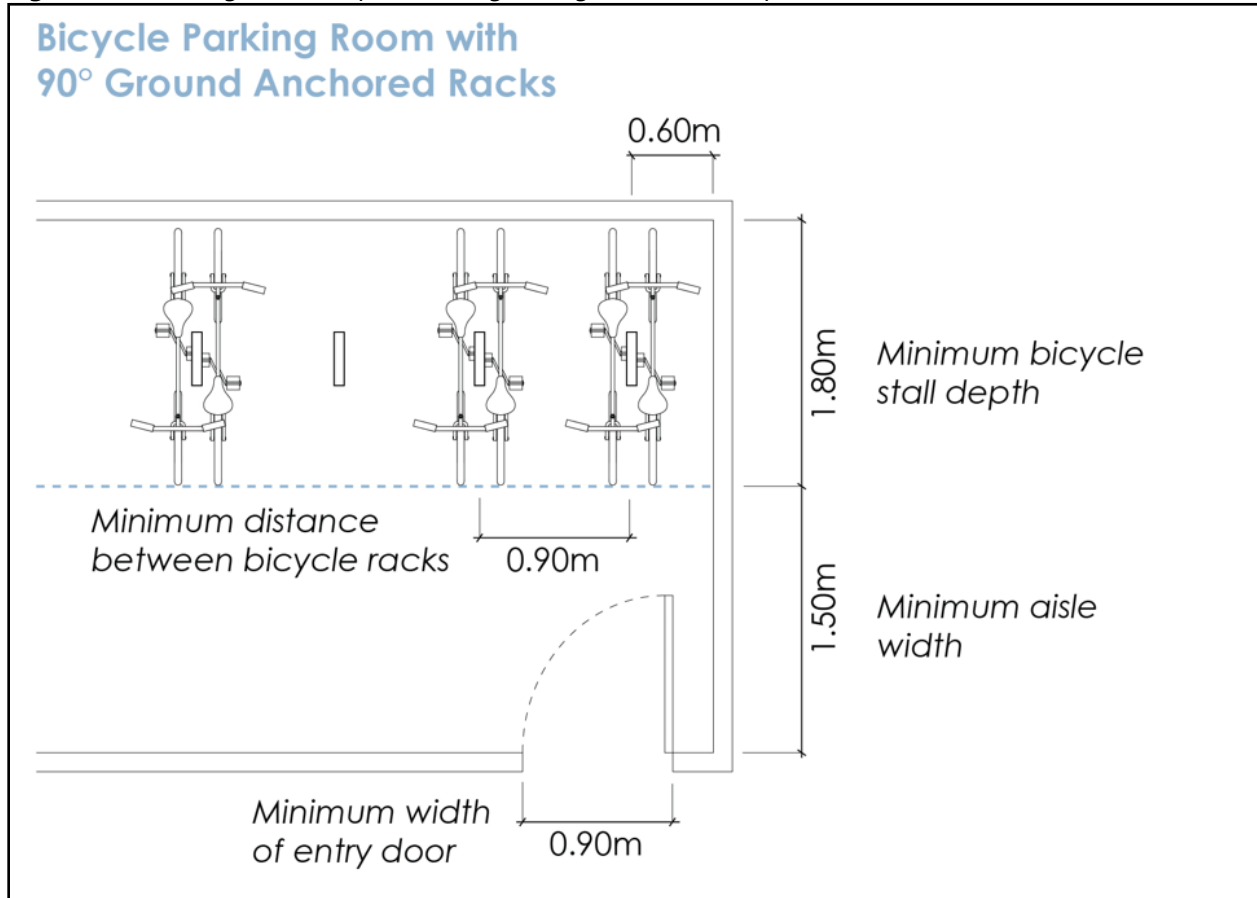 Bicycle Parking Room with
90° Ground Anchored Racks
0.60m
1.80m
Minimum bicycle
stall depth
Minimum distance
between bicycle racks
0.90m
1.50m
Minimum aisle
width
Minimum width
of entry door
0.90m